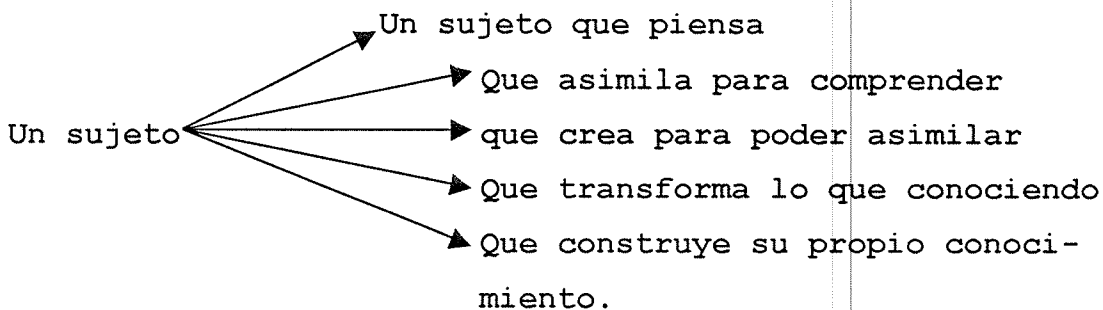 Un sujeto que piensa
Que asimila para comprender
Un sujeto
que crea para poder asimilar
Que transforma lo que conociendo
Que construye su propio conoci-
miento.